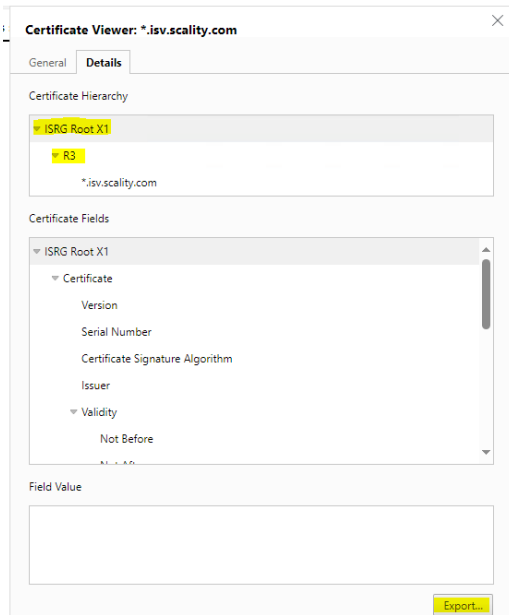 Certificate Viewer: *.isv.scality.com
General Details
Certificate Hierarchy
ISRG Root X1
R3
*.isv.scality.com
Certificate Fields
ISRG Root X1
Certificate
Version
Serial Number
Certificate Signature Algorithm
Issuer
Validity
Not Before
Field Value
Export...